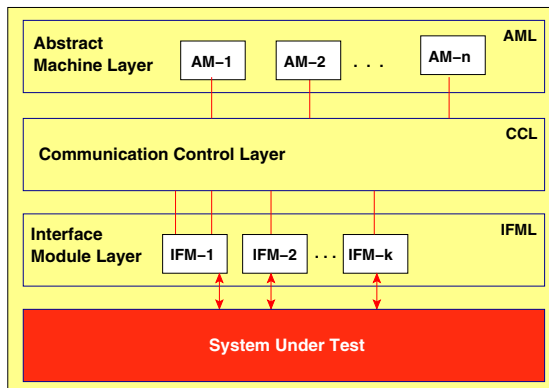 Abstract
Machine Layer
AM–1
AM–2
. . .
AM–n
AML
Communication Control Layer
CCL
Interface
Module Layer
IFM–1
IFM–2
. . .
IFM–k
IFML
System Under Test